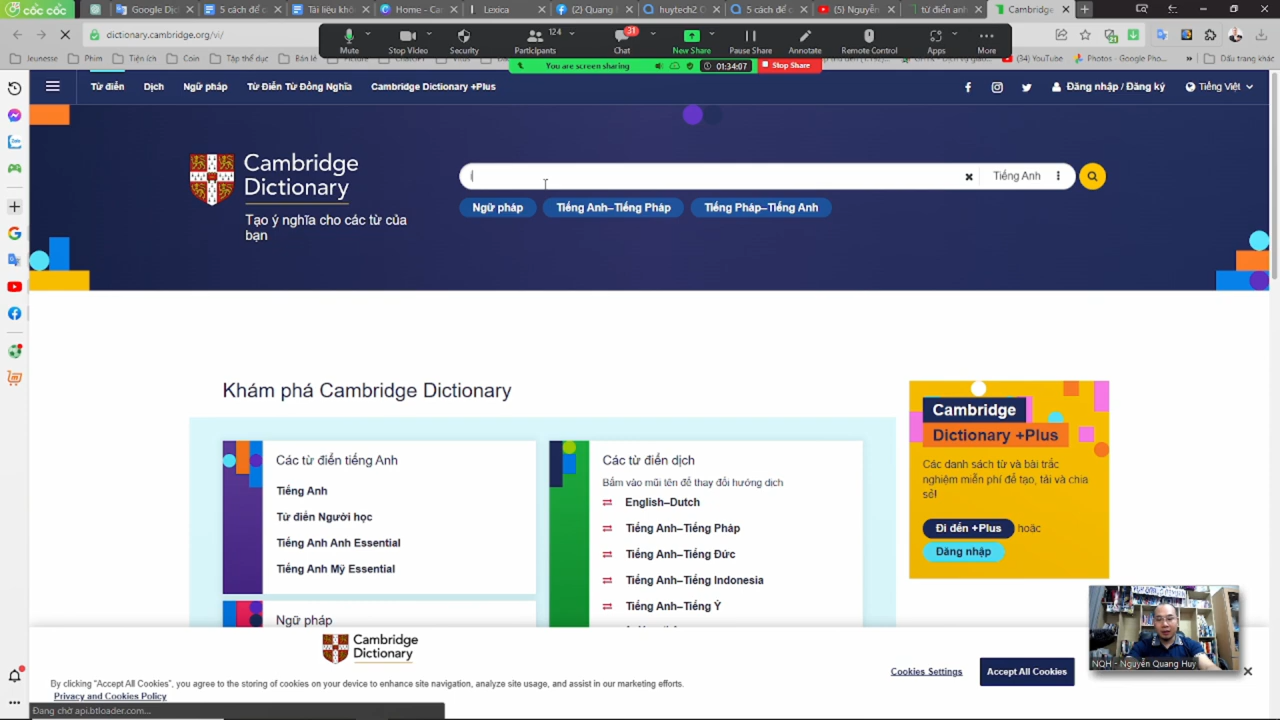 cốc cốc
Google Dị
5 cách để c
Tài liệu khó
Home - Car
Lexica
(2) Quang
huytech2
5 cách để c
(5) Nguyễn
từ điển anh
Cambridge
dictionary.cambridge.org/vi/
Mute
Stop Video
Security
Participants
124
Chat
31
New Share
Pause Share
Annotate
Remote Control
Apps
More
Jeunesse
Phim
Tiện ích
Coin
Tập thể dục
Bán lẻ
You are screen sharing
01:34:07
Stop Share
(34) YouTube
Photos - Google Pho...
Dấu trang khác
Từ điển
Dịch
Ngữ pháp
Từ Điển Từ Đồng Nghĩa
Cambridge Dictionary +Plus
Đăng nhập / Đăng ký
Tiếng Việt
Cambridge
Dictionary
Tạo ý nghĩa cho các từ của
bạn
Tiếng Anh
Ngữ pháp
Tiếng Anh–Tiếng Pháp
Tiếng Pháp–Tiếng Anh
Khám phá Cambridge Dictionary
Các từ điển tiếng Anh
Tiếng Anh
Từ điển Người học
Tiếng Anh Anh Essential
Tiếng Anh Mỹ Essential
Ngữ pháp
Các từ điển dịch
Bấm vào mũi tên để thay đổi hướng dịch
English–Dutch
Tiếng Anh–Tiếng Pháp
Tiếng Anh–Tiếng Đức
Tiếng Anh–Tiếng Indonesia
Tiếng Anh–Tiếng Ý
Cambridge
Dictionary +Plus
Các danh sách từ và bài trắc
nghiệm miễn phí để tạo, tải và chia
sẻ!
Đi đến +Plus hoặc
Đăng nhập
NQH - Nguyễn Quang Huy
Cambridge
Dictionary
By clicking “Accept All Cookies”, you agree to the storing of cookies on your device to enhance site navigation, analyze site usage, and assist in our marketing efforts.
Privacy and Cookies Policy
Cookies Settings
Accept All Cookies
Đang chờ api.btloader.com...